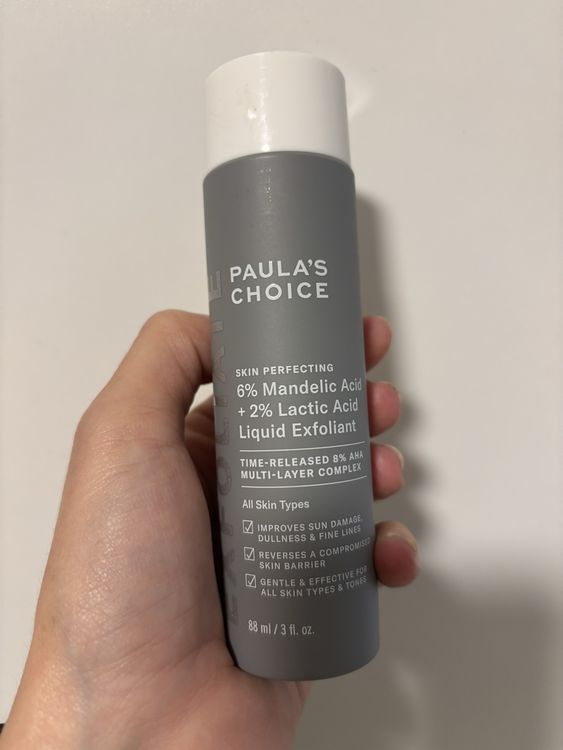 PAULA'S
CHOICE
SKIN PERFECTING
6% Mandelic Acid
+ 2% Lactic Acid
Liquid Exfoliant
TIME-RELEASED 8% AHA
MULTI-LAYER COMPLEX
All Skin Types
IMPROVES SUN DAMAGE,
DULLNESS & FINE LINES
REVERSES A COMPROMISED
SKIN BARRIER
GENTLE & EFFECTIVE FOR
ALL SKIN TYPES & TONES
88 ml / 3 fl. oz.
EXFOLIATE